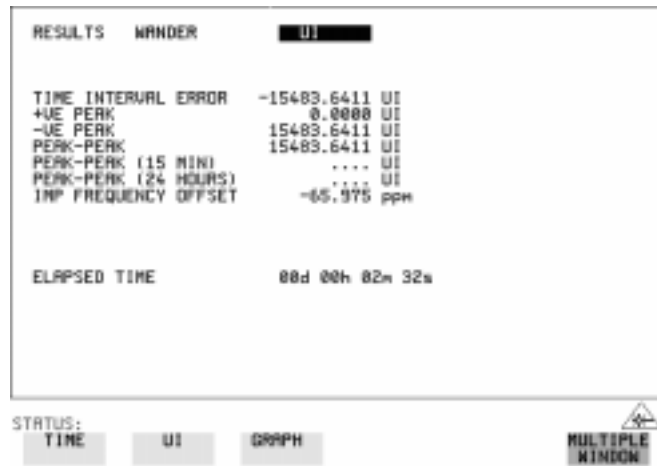 RESULTS WANDER UI
TIME INTERVAL ERROR -15483.6411 UI
+VE PEAK 0.0000 UI
-VE PEAK 15483.6411 UI
PEAK-PEAK 15483.6411 UI
PEAK-PEAK (15 MIN) .... UI
PEAK-PEAK (24 HOURS) .... UI
IMP FREQUENCY OFFSET -65.975 ppm
ELAPSED TIME 00d 00h 02m 32s
STATUS:
TIME UI GRAPH MULTIPLE
WINDOW